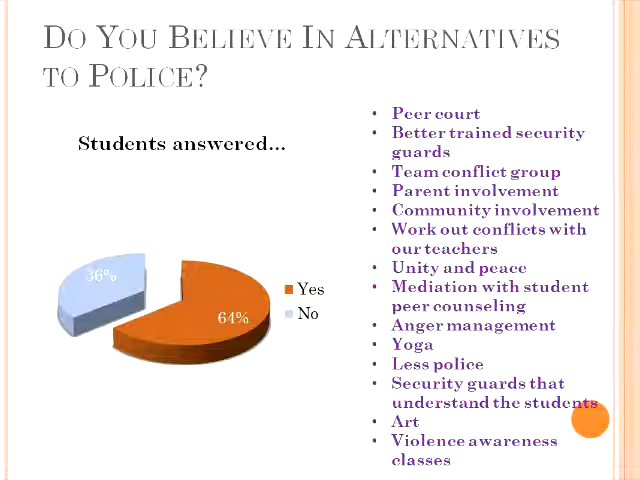 DO YOU BELIEVE IN ALTERNATIVES
TO POLICE?
Students answered...
36%
64%
Yes
No
• Peer court
• Better trained security
guards
• Team conflict group
• Parent involvement
• Community involvement
• Work out conflicts with
our teachers
• Unity and peace
• Mediation with student
peer counseling
• Anger management
• Yoga
• Less police
• Security guards that
understand the students
• Art
• Violence awareness
classes